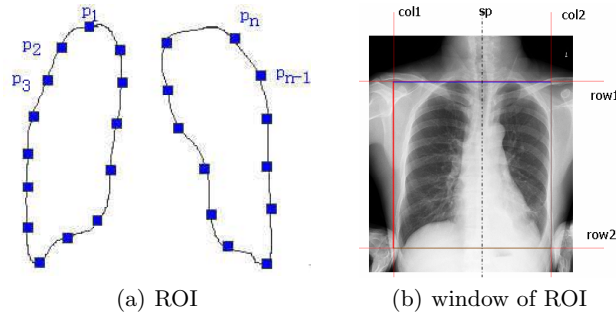 p1
p2
p3
pn
pn-1
(a) ROI
col1
sp
col2
row1
row2
(b) window of ROI